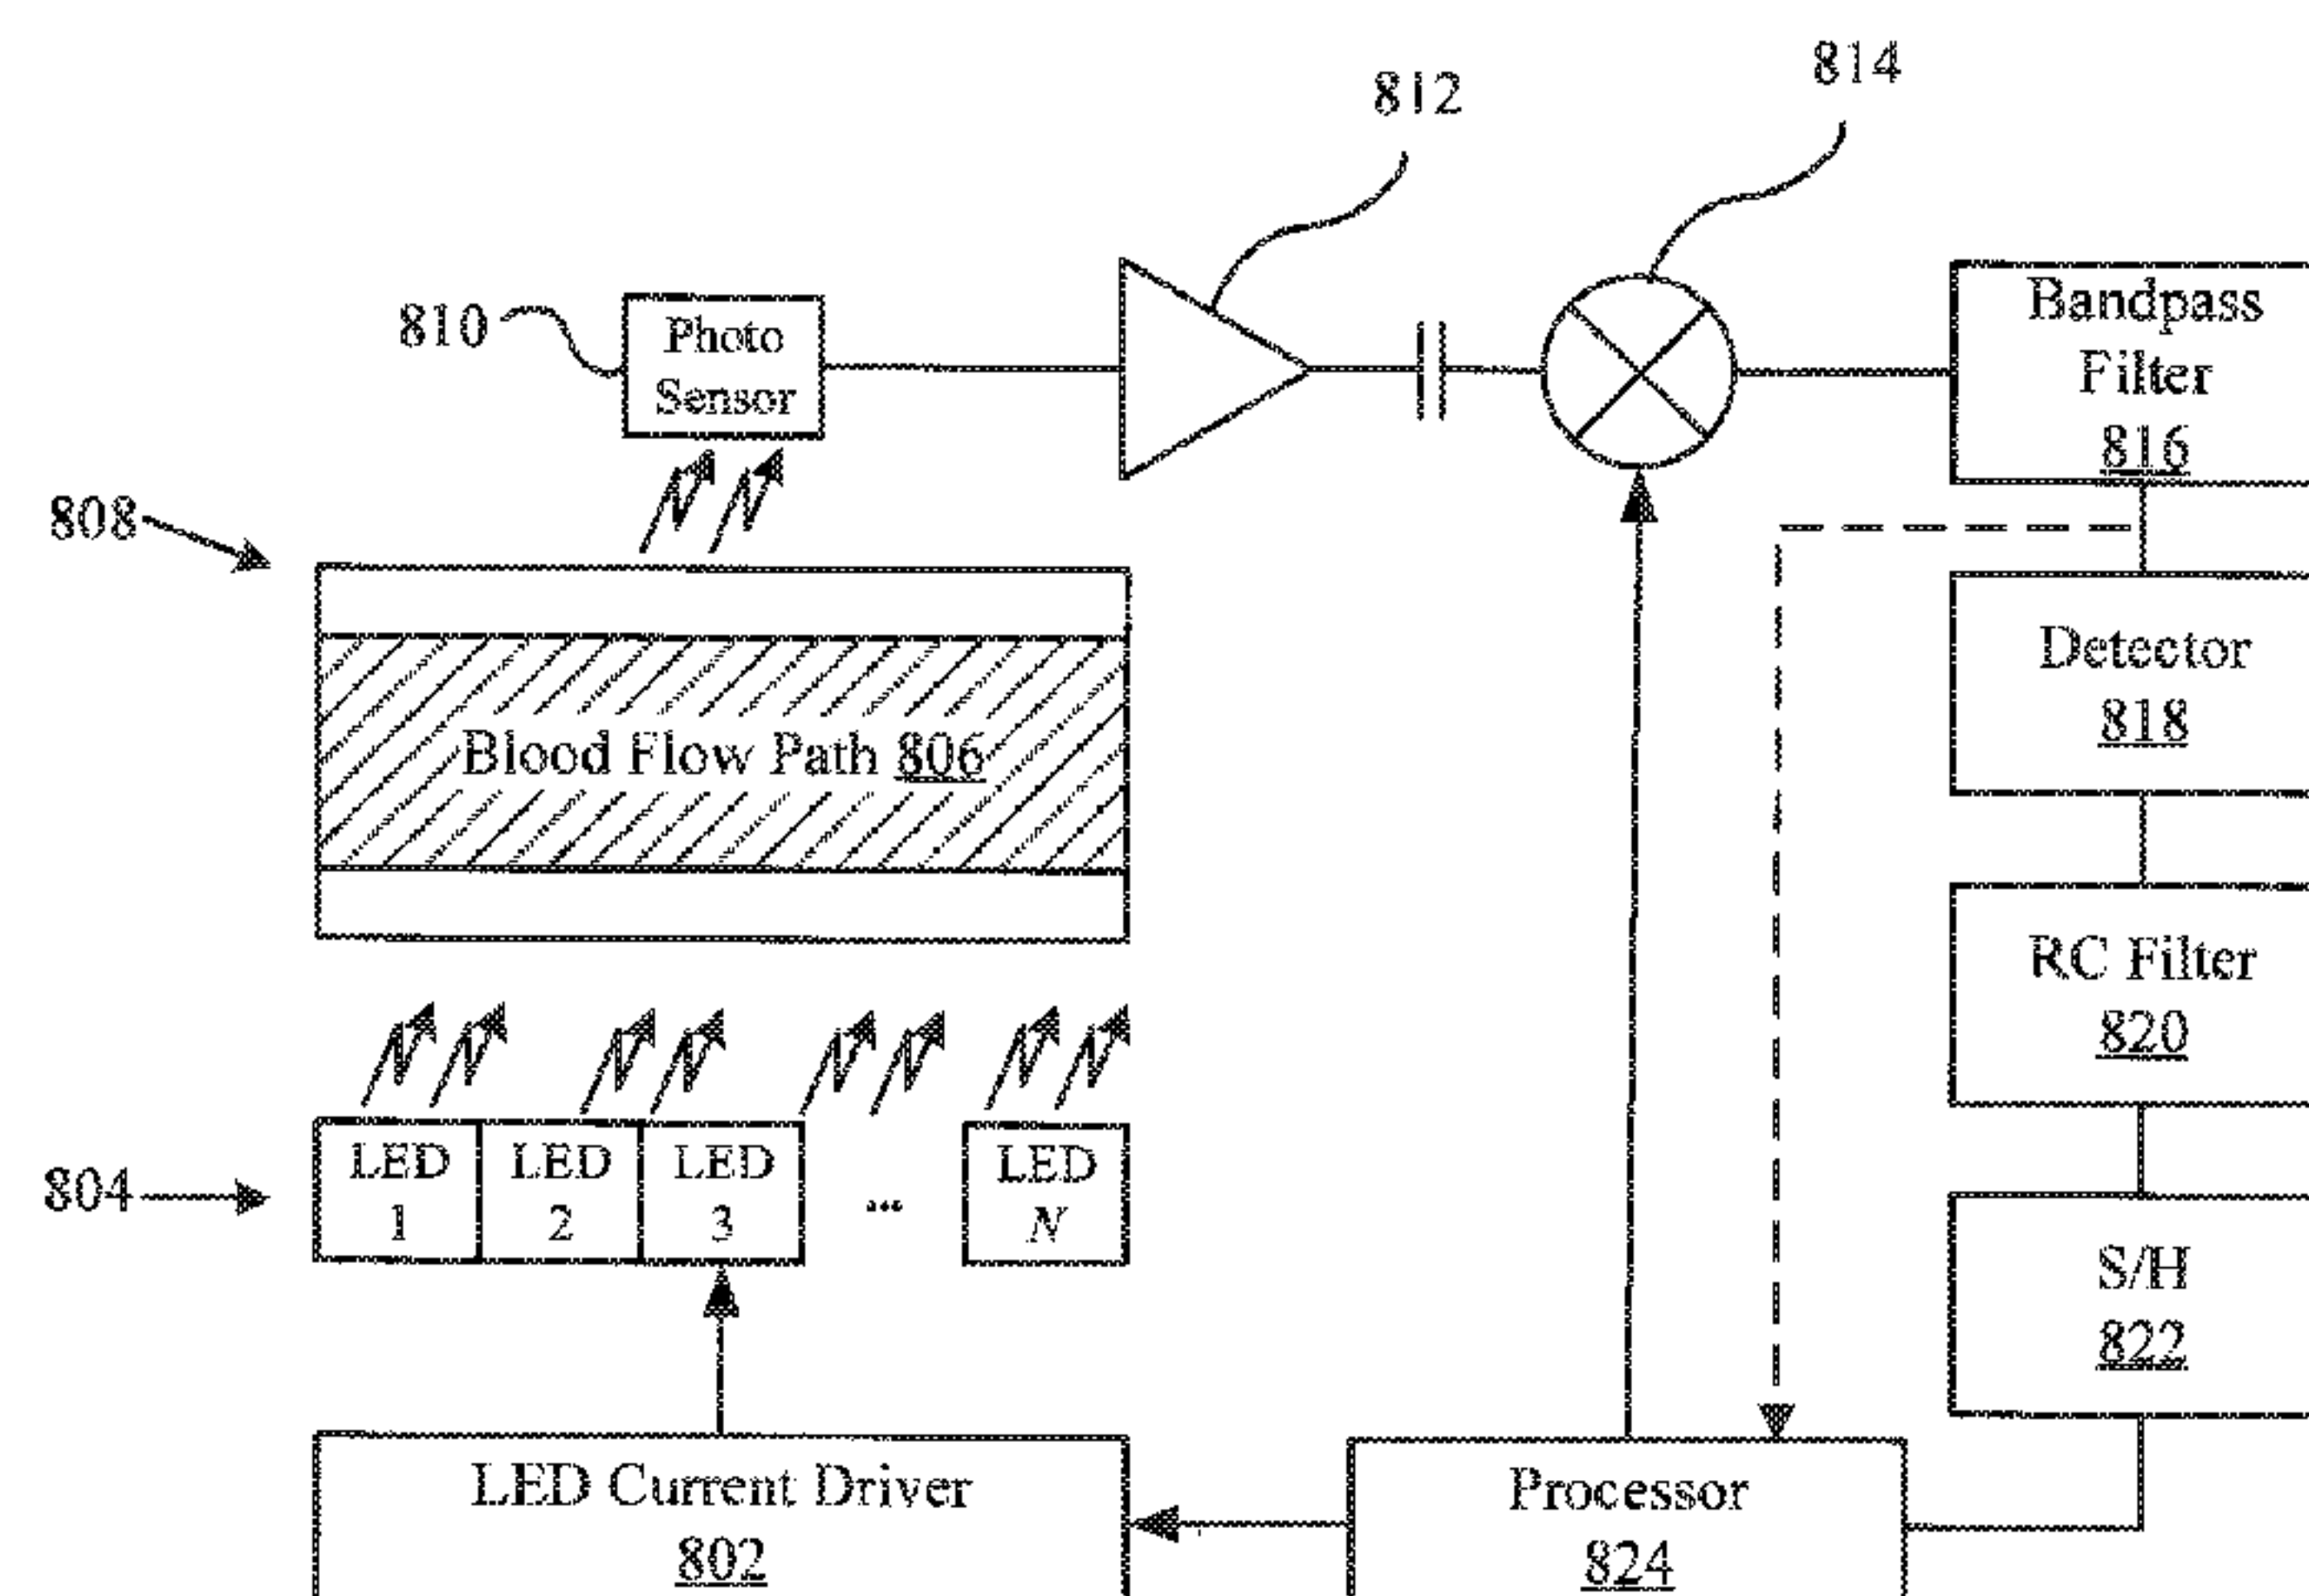 814
812
Bandpass
Filter
816
810
Photo
Sensor
808
Detector
818
Blood Flow Path 806
RC Filter
820
804
LED
1
LED
2
LED
3
...
LED
N
S/H
822
LED Current Driver
802
Processor
824